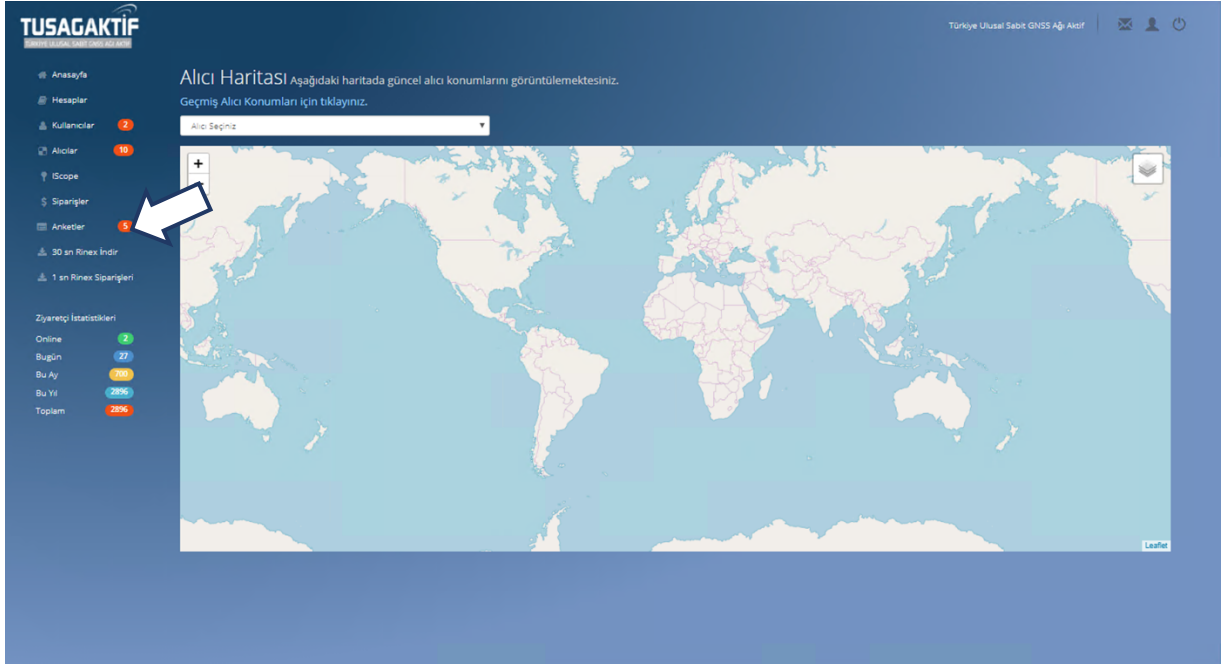 TUSAGAKTİF
TÜRKİYE ULUSAL SABİT GNSS AĞI AKTİF
Türkiye Ulusal Sabit GNSS Ağı Aktif
Anasayfa
Hesaplar
Kullanıcılar 2
Alıcılar 10
IScope
Siparişler
Anketler 5
30 sn Rinex İndir
1 sn Rinex Siparişleri
Ziyaretçi İstatistikleri
Online 2
Bugün 27
Bu Ay 700
Bu Yıl 2896
Toplam 2896
Alıcı Haritası Aşağıdaki haritada güncel alıcı konumlarını görüntülemektesiniz.
Geçmiş Alıcı Konumları için tıklayınız.
Alıcı Seçiniz
+
Leaflet